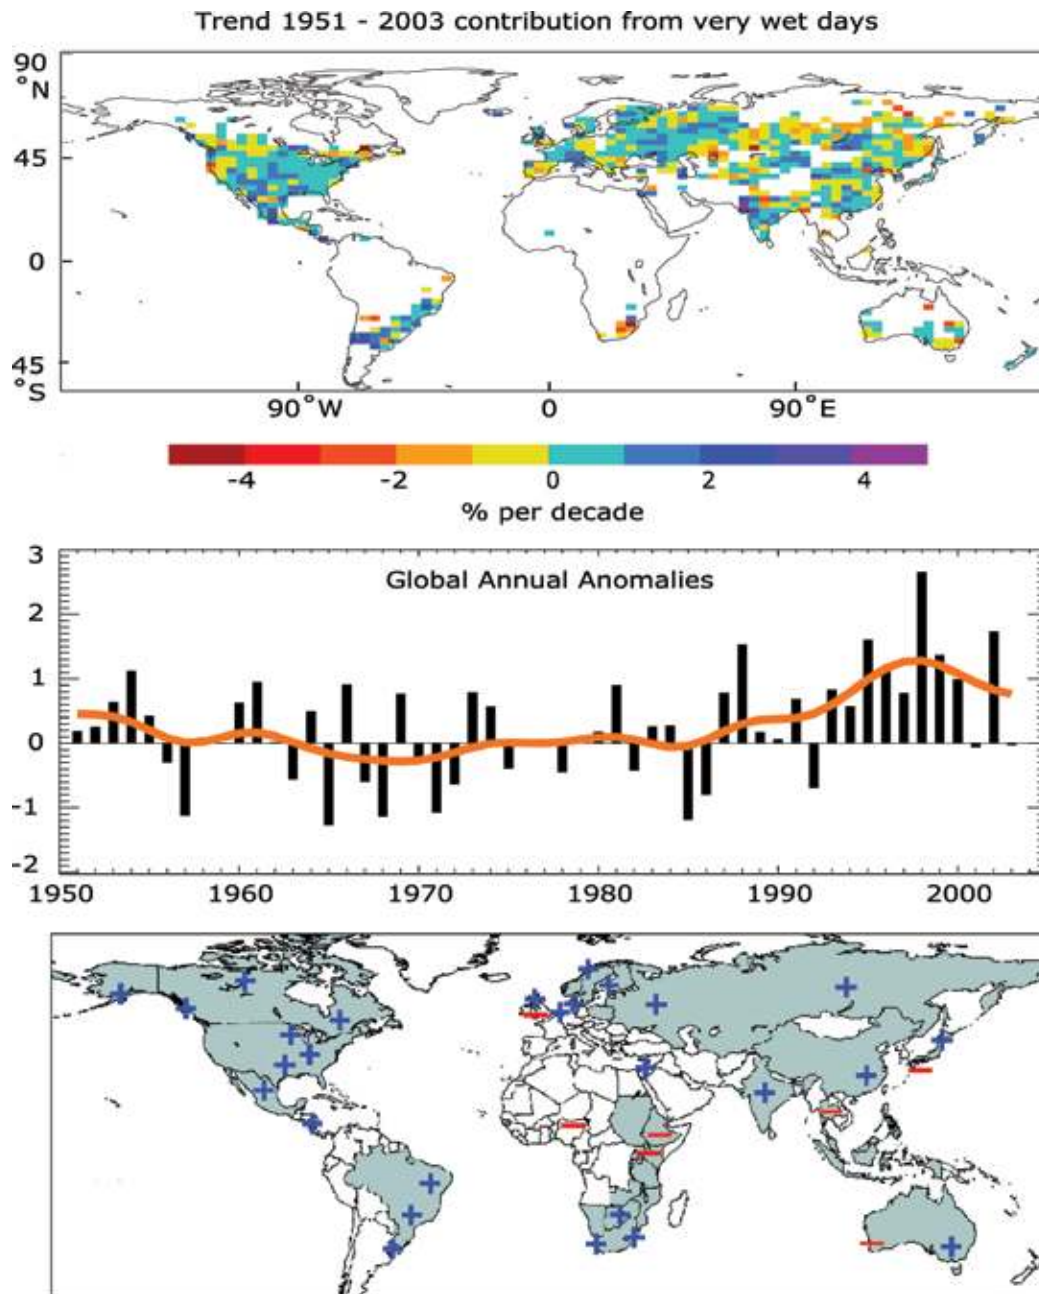 Trend 1951 - 2003 contribution from very wet days
90
°N
45
0
45
°S
90°W 0 90°E
-4 -2 0 2 4
% per decade
3
Global Annual Anomalies
2
1
0
-1
-2
1950 1960 1970 1980 1990 2000